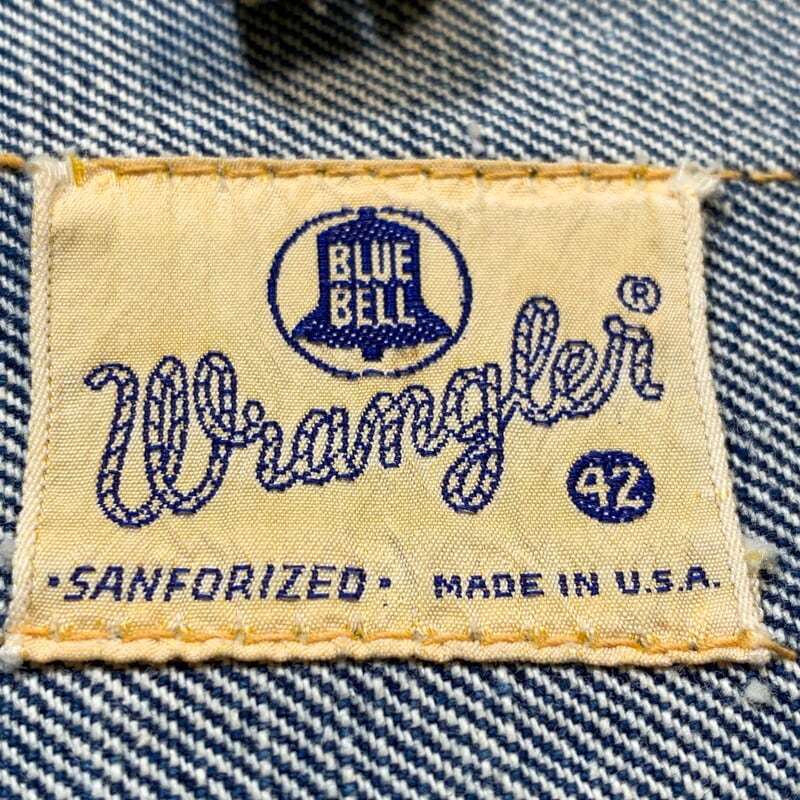 BLUE
BELL
Wrangler ®
42
·SANFORIZED· MADE IN U.S.A.